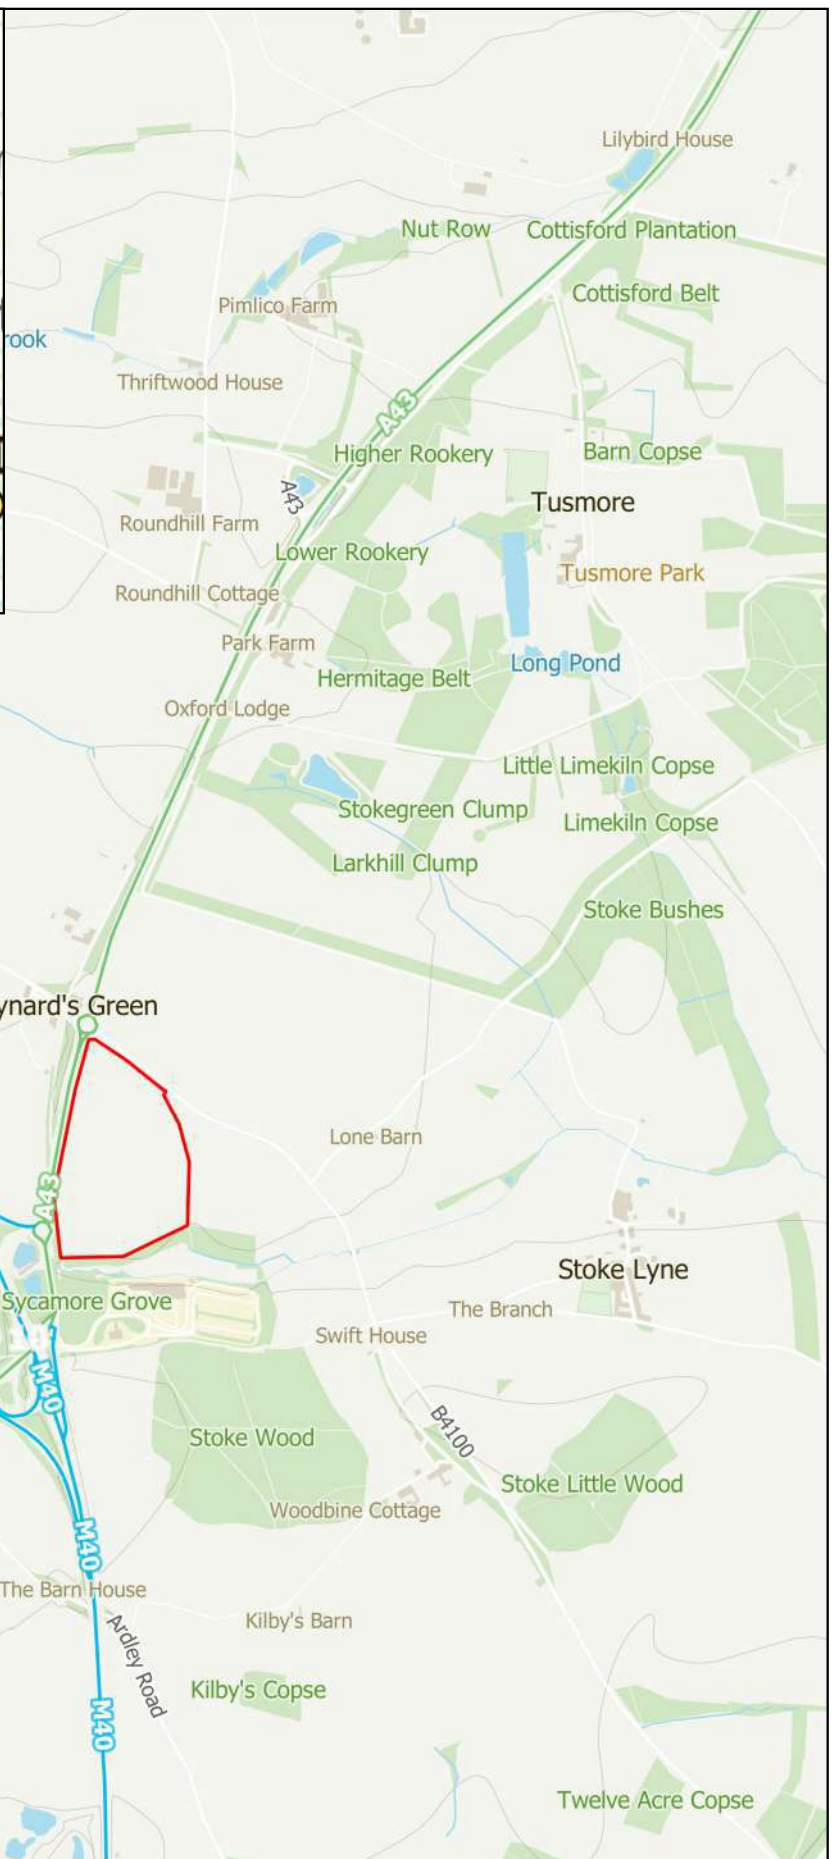 Lilybird House
Nut Row
Cottisford Plantation
Cottisford Belt
Pimlico Farm
rook
Thriftwood House
A43
Higher Rookery
Barn Copse
A43
Tusmore
Roundhill Farm
Lower Rookery
Tusmore Park
Roundhill Cottage
Park Farm
Long Pond
Hermitage Belt
Oxford Lodge
Little Limekiln Copse
Stokegreen Clump
Limekiln Copse
Larkhill Clump
Stoke Bushes
ynard's Green
Lone Barn
A43
Stoke Lyne
Sycamore Grove
The Branch
Swift House
M40
B4100
Stoke Wood
Stoke Little Wood
Woodbine Cottage
M40
The Barn House
Kilby's Barn
Ardley Road
Kilby's Copse
M40
Twelve Acre Copse